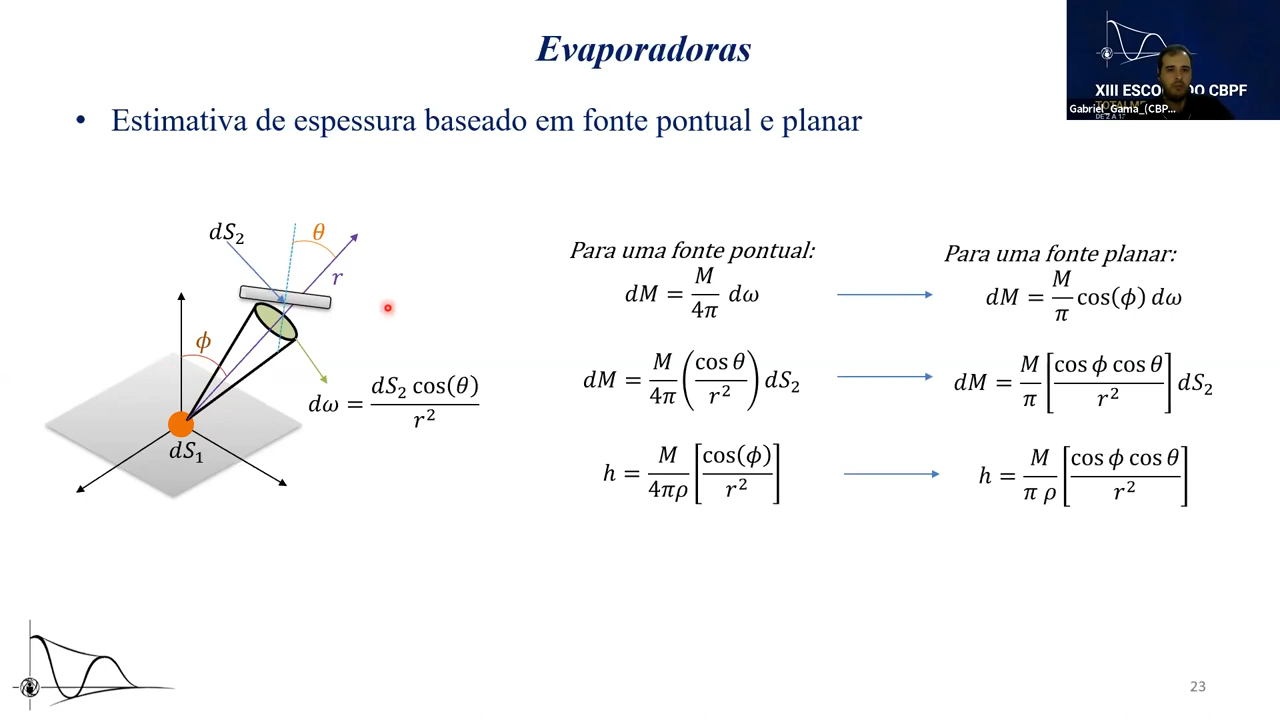 Evaporadoras
XIII ESCO DO CBPF
Gabriel_Gama_(CBP...
• Estimativa de espessura baseado em fonte pontual e planar
dS₂
θ
r
ϕ
dω = dS₂ cos(θ) / r²
dS₁
Para uma fonte pontual:
dM = M/4π dω
dM = M/4π (cos θ / r²) dS₂
h = M/4πρ [cos(ϕ) / r²]
Para uma fonte planar:
dM = M/π cos(ϕ) dω
dM = M/π [cos ϕ cos θ / r²] dS₂
h = M/π ρ [cos ϕ cos θ / r²]
23